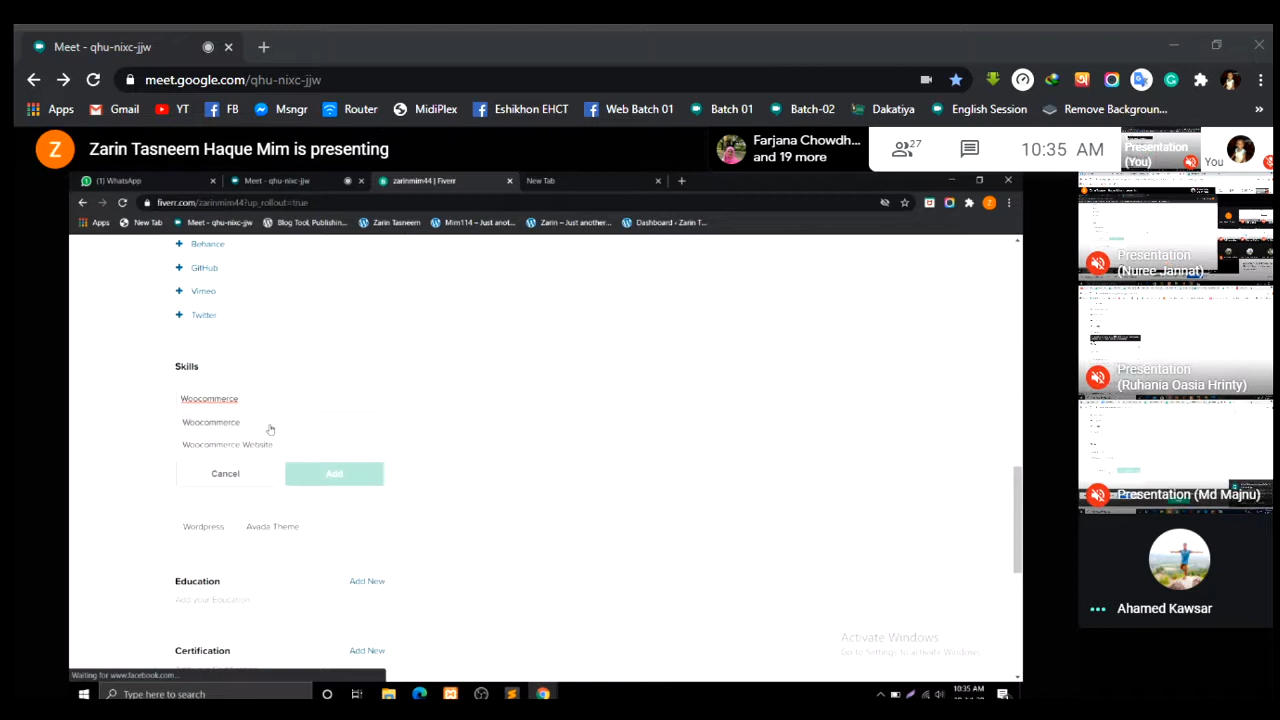 Meet - qhu-nixc-jjw
meet.google.com/qhu-nixc-jjw
Apps Gmail YT FB Msngr Router MidiPlex Eshikhon EHCT Web Batch 01 Batch 01 Batch-02 Dakatiya English Session Remove Backgroun... »
Z Zarin Tasneem Haque Mim is presenting
Farjana Chowdh...
and 19 more
27
10:35 AM
Presentation
(You)
You
(1) WhatsApp Meet - qhu-nixc-jjw zarinmim44 | Fiverr New Tab
fiverr.com/zarinmim44?up_rollout=true
Z
Apps New Tab Meet - qhu-nixc-jjw Blog Tool, Publishin... Zarin Tasneem Mim114 – Just anot... Zarin – Just another... Dashboard ‹ Zarin T...
Behance
GitHub
Vimeo
Twitter
Skills
Woocommerce
Woocommerce
Woocommerce Website
Cancel Add
Wordpress Avada Theme
Education Add New
Add your Education
Certification Add New
Activate Windows
Go to Settings to activate Windows.
Waiting for www.facebook.com...
Type here to search
10:35 AM
Presentation
(Nuree Jannat)
Presentation
(Ruhania Oasia Hrinty)
Presentation (Md Majnu)
Ahamed Kawsar